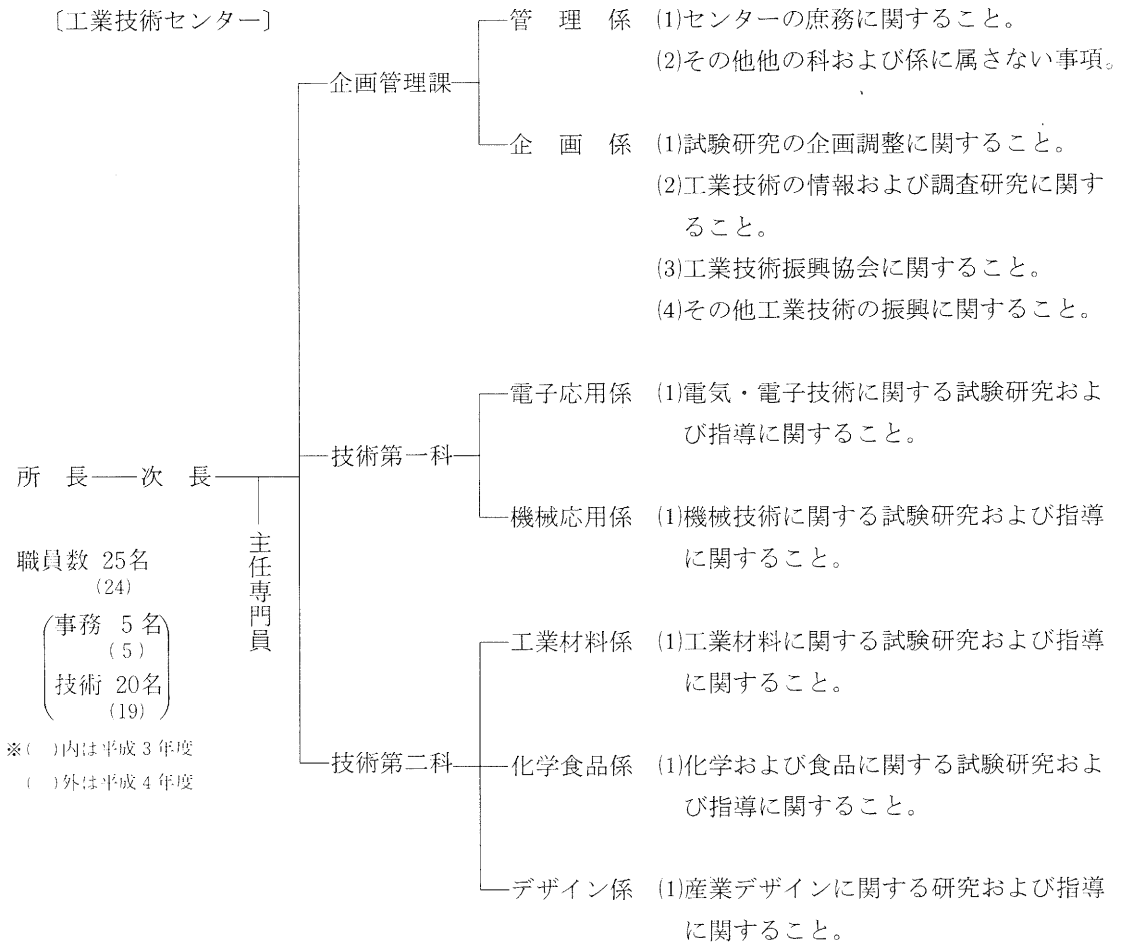 〔工業技術センター〕
管理係 (1)センターの庶務に関すること。
(2)その他他の科および係に属さない事項。
企画管理課
企画係 (1)試験研究の企画調整に関すること。
(2)工業技術の情報および調査研究に関す
ること。
(3)工業技術振興協会に関すること。
(4)その他工業技術の振興に関すること。
電子応用係 (1)電気・電子技術に関する試験研究およ
び指導に関すること。
技術第一科
所長 次長
機械応用係 (1)機械技術に関する試験研究および指導
に関すること。
主任専門員
職員数 25名
(24)
事務 5名
(5)
技術 20名
(19)
※( )内は平成3年度
( )外は平成4年度
工業材料係 (1)工業材料に関する試験研究および指導
に関すること。
技術第二科
化学食品係 (1)化学および食品に関する試験研究およ
び指導に関すること。
デザイン係 (1)産業デザインに関する研究および指導
に関すること。